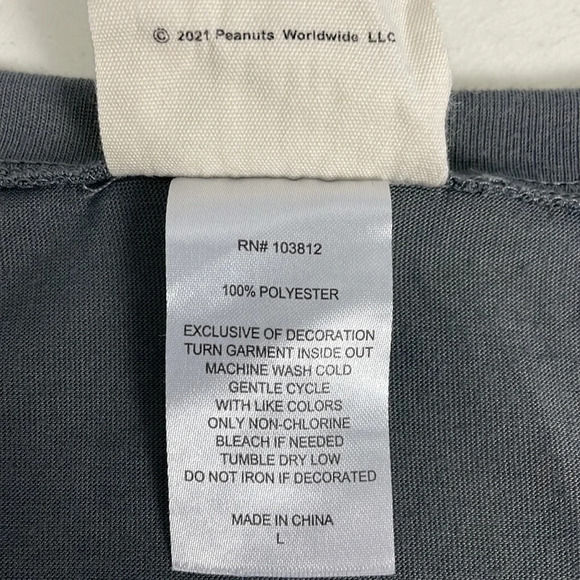 © 2021 Peanuts Worldwide LLC
RN# 103812
100% POLYESTER
EXCLUSIVE OF DECORATION
TURN GARMENT INSIDE OUT
MACHINE WASH COLD
GENTLE CYCLE
WITH LIKE COLORS
ONLY NON-CHLORINE
BLEACH IF NEEDED
TUMBLE DRY LOW
DO NOT IRON IF DECORATED
MADE IN CHINA
L